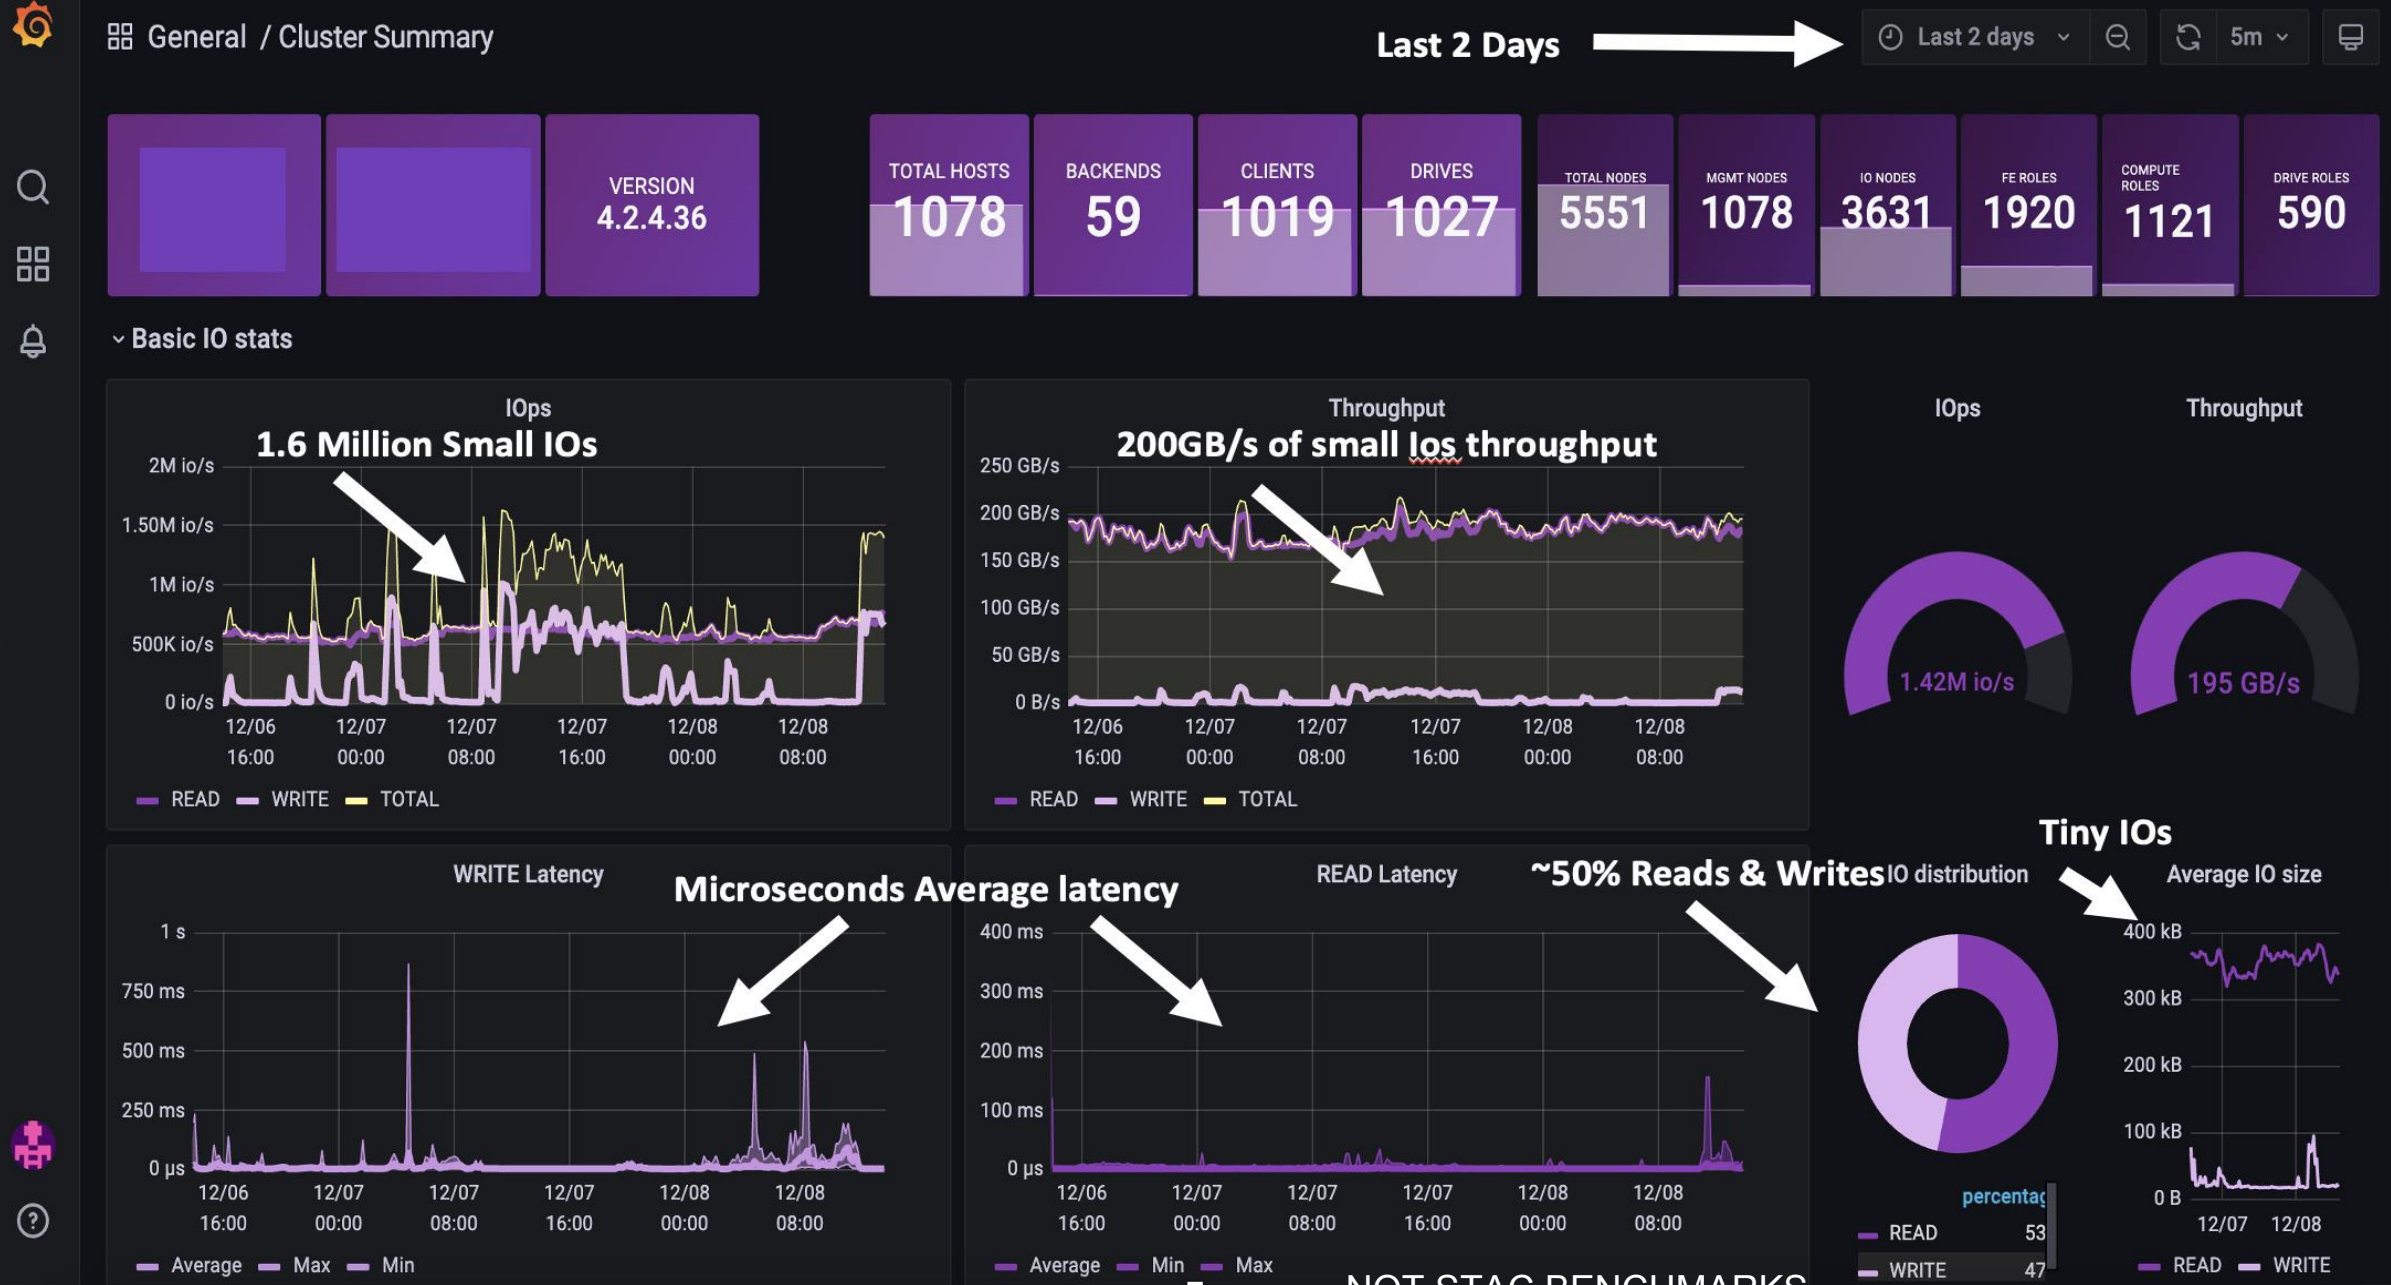 General / Cluster Summary
Last 2 Days
Last 2 days
5m
VERSION
4.2.4.36
TOTAL HOSTS
1078
BACKENDS
59
CLIENTS
1019
DRIVES
1027
TOTAL NODES
5551
MGMT NODES
1078
IO NODES
3631
FE ROLES
1920
COMPUTE
ROLES
1121
DRIVE ROLES
590
Basic IO stats
IOps
1.6 Million Small IOs
2M io/s
1.50M io/s
1M io/s
500K io/s
0 io/s
12/06 12/07 12/07 12/07 12/08 12/08
16:00 00:00 08:00 16:00 00:00 08:00
READ WRITE TOTAL
Throughput
200GB/s of small Ios throughput
250 GB/s
200 GB/s
150 GB/s
100 GB/s
50 GB/s
0 B/s
12/06 12/07 12/07 12/07 12/08 12/08
16:00 00:00 08:00 16:00 00:00 08:00
READ WRITE TOTAL
IOps
1.42M io/s
Throughput
195 GB/s
WRITE Latency
Microseconds Average latency
1 s
750 ms
500 ms
250 ms
0 µs
12/06 12/07 12/07 12/07 12/08 12/08
16:00 00:00 08:00 16:00 00:00 08:00
Average Max Min
READ Latency
400 ms
300 ms
200 ms
100 ms
0 µs
12/06 12/07 12/07 12/07 12/08 12/08
16:00 00:00 08:00 16:00 00:00 08:00
Average Min Max
~50% Reads & Writes
IO distribution
percentag
READ 53
WRITE 47
Tiny IOs
Average IO size
400 kB
300 kB
200 kB
100 kB
0 B
12/07 12/08
READ WRITE
NOT STAC BENCHMARKS